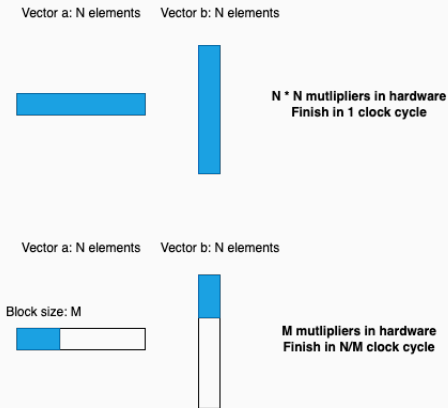 Vector a: N elements
Vector b: N elements
N * N mutlipliers in hardware
Finish in 1 clock cycle
Vector a: N elements
Vector b: N elements
Block size: M
M mutlipliers in hardware
Finish in N/M clock cycle